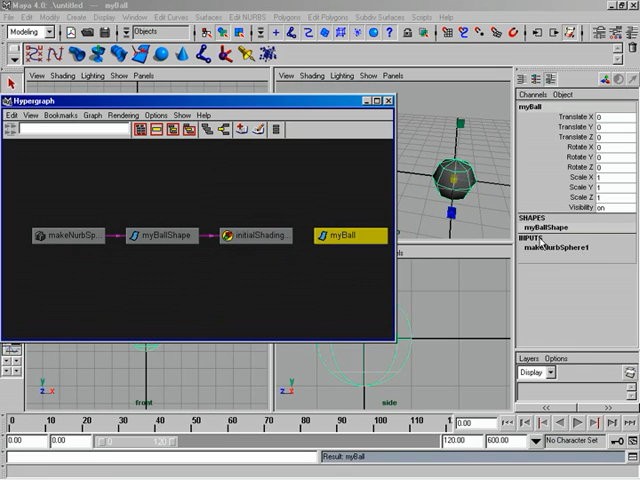 Maya 4.0: .\untitled --- myBall
File Edit Modify Create Display Window Edit Curves Surfaces Edit NURBS Polygons Edit Polygons Subdiv Surfaces Help
Modeling Objects
View Shading Lighting Show Panels
View Shading Lighting Show Panels
Channels Object
Hypergraph
Edit View Bookmarks Graph Rendering Options Show Help
myBall
Translate X 0
Translate Y 0
Translate Z 0
Rotate X 0
Rotate Y 0
Rotate Z 0
Scale X 1
Scale Y 1
Scale Z 1
Visibility on
SHAPES
myBallShape
INPUTS
makeNurbSphere1
makeNurbSp...
myBallShape
initialShading...
myBall
Layers Options
Display
y
z x
front
y
z x
side
0 10 20 30 40 50 60 70 80 90 100 110 12
0.00
0.00 0.00 0 120 120.00 600.00 No Character Set
Result: myBall